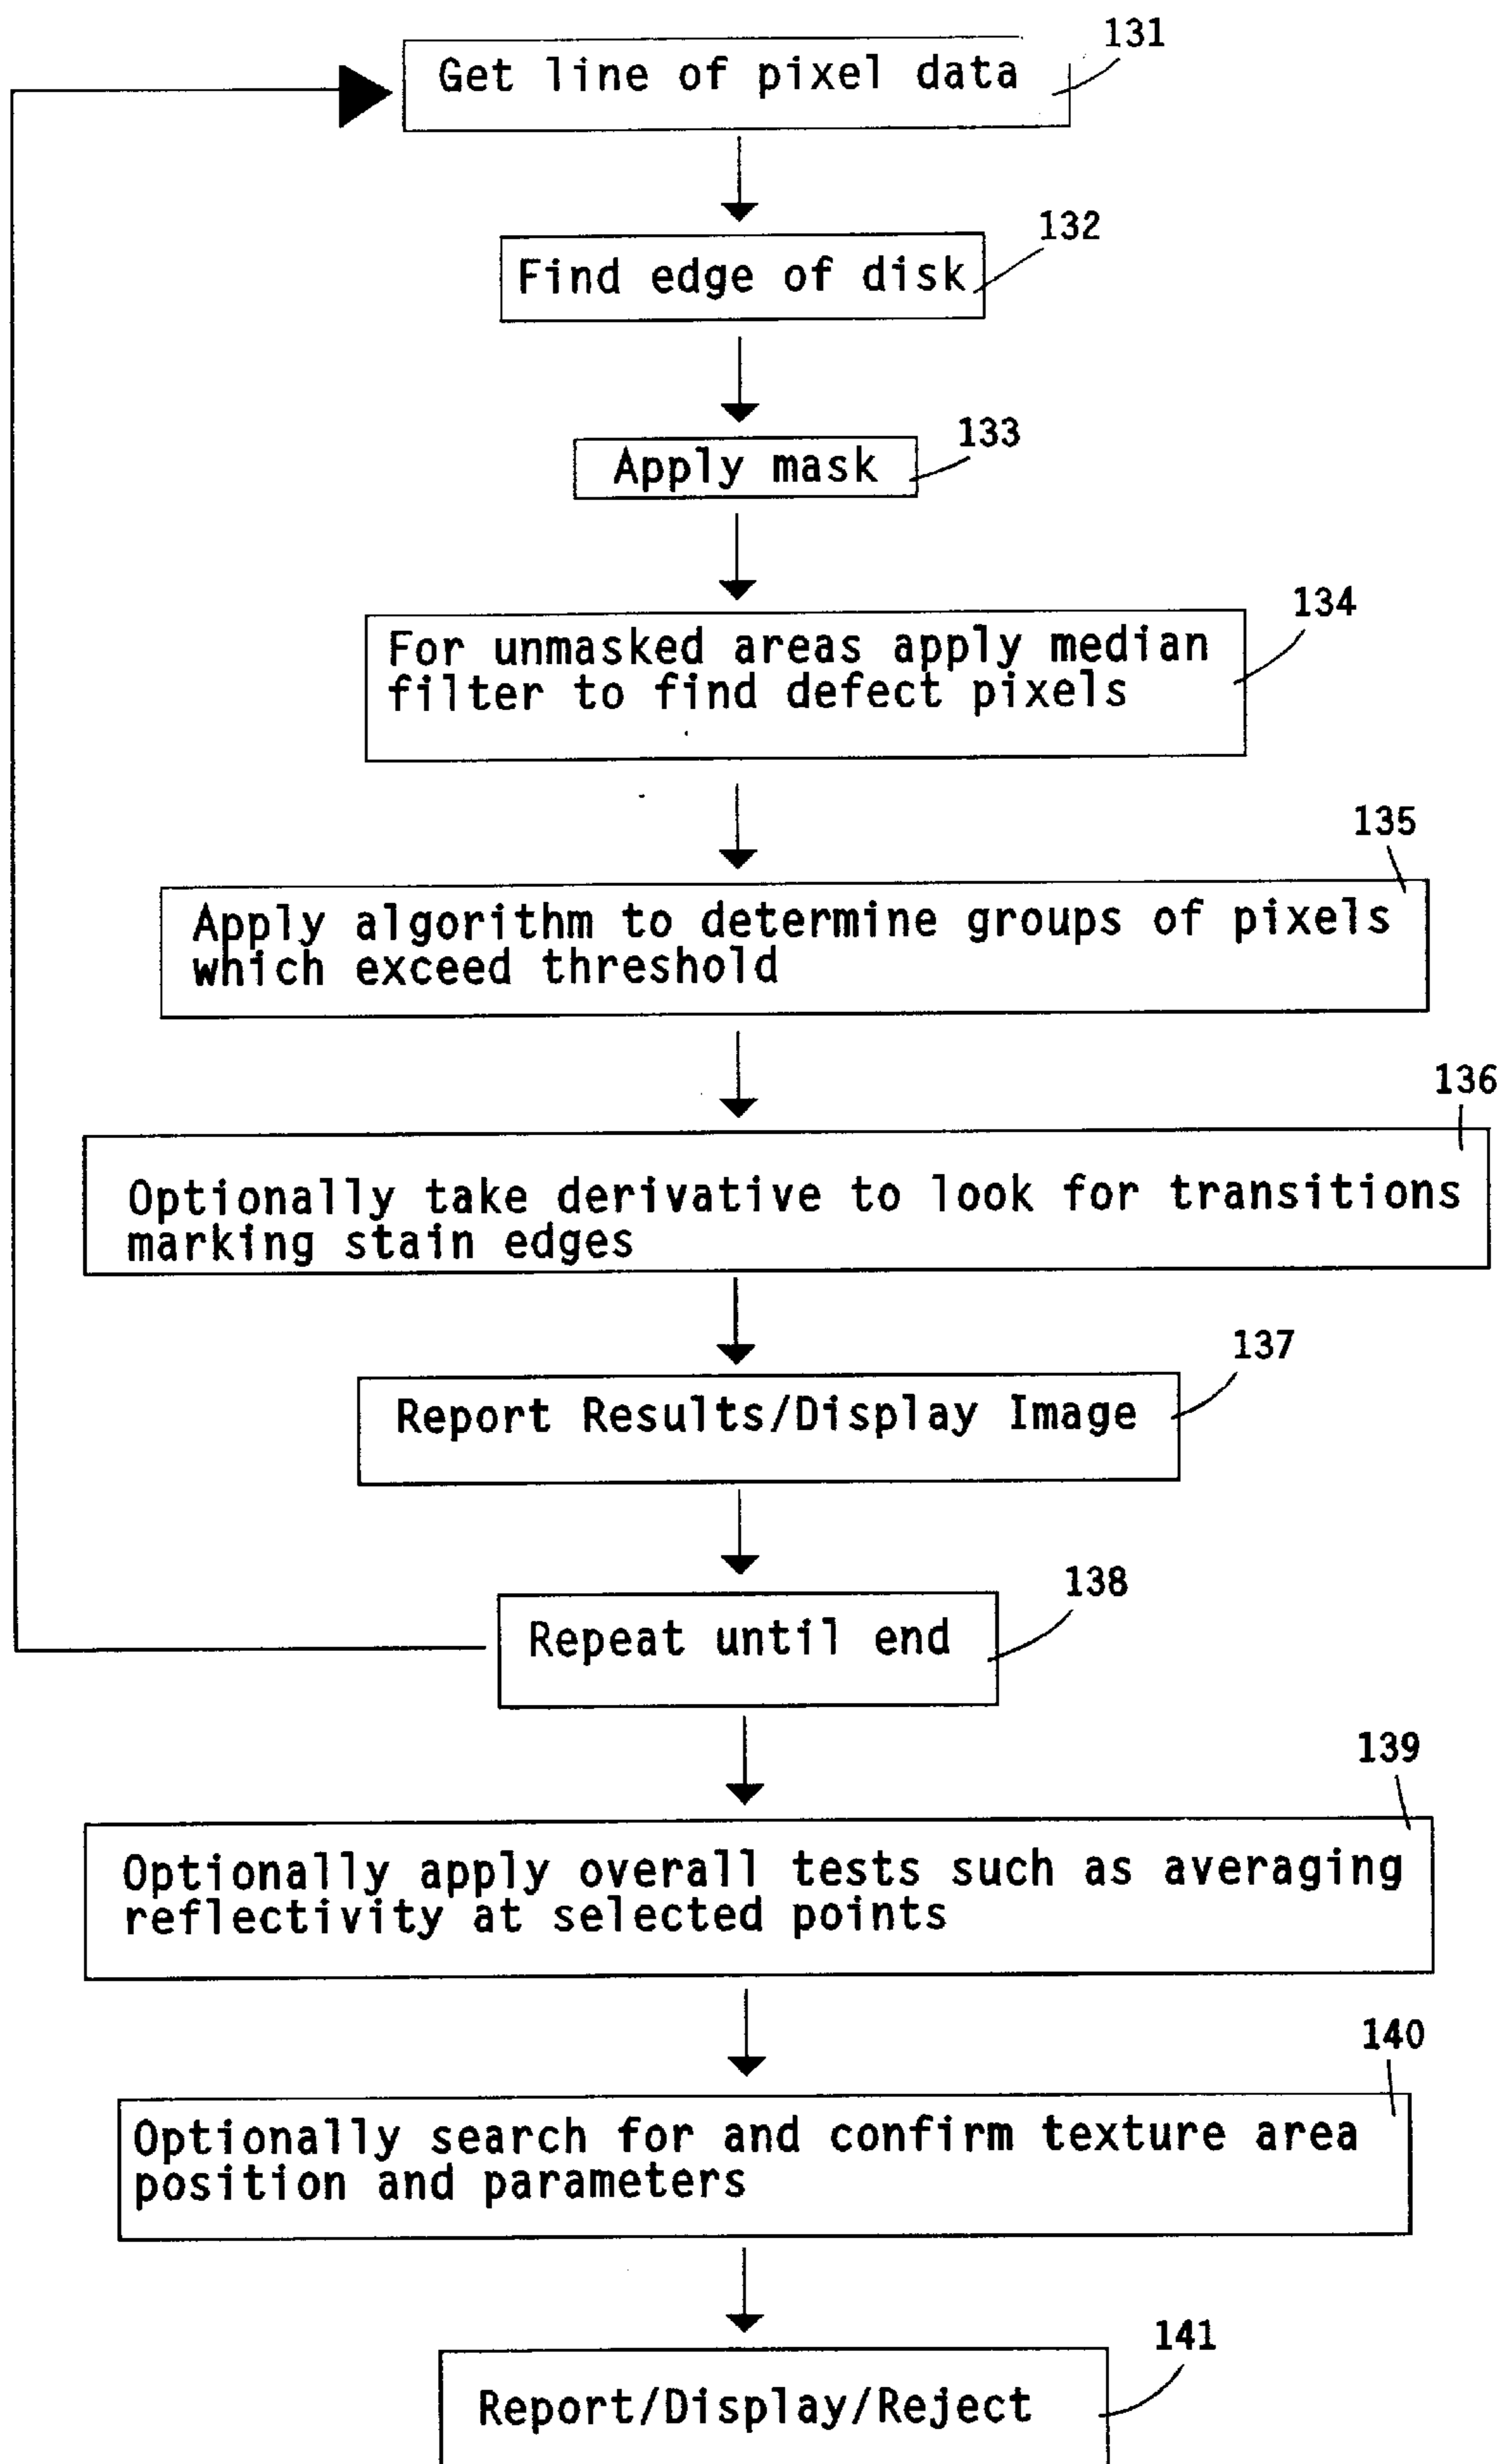 131
Get line of pixel data
132
Find edge of disk
133
Apply mask
134
For unmasked areas apply median
filter to find defect pixels
135
Apply algorithm to determine groups of pixels
which exceed threshold
136
Optionally take derivative to look for transitions
marking stain edges
137
Report Results/Display Image
138
Repeat until end
139
Optionally apply overall tests such as averaging
reflectivity at selected points
140
Optionally search for and confirm texture area
position and parameters
141
Report/Display/Reject